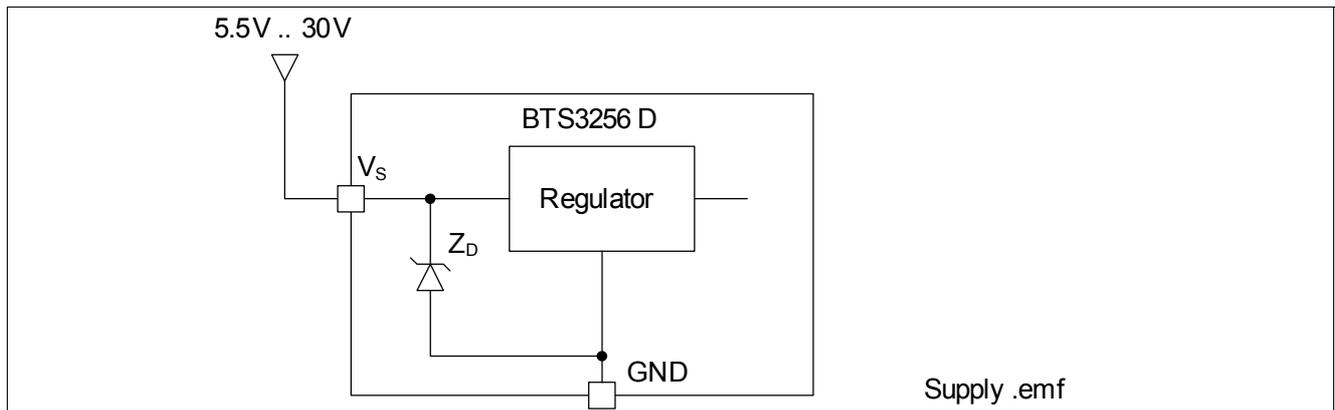 5.5V .. 30V
BTS3256 D
VS
Regulator
ZD
GND
Supply .emf